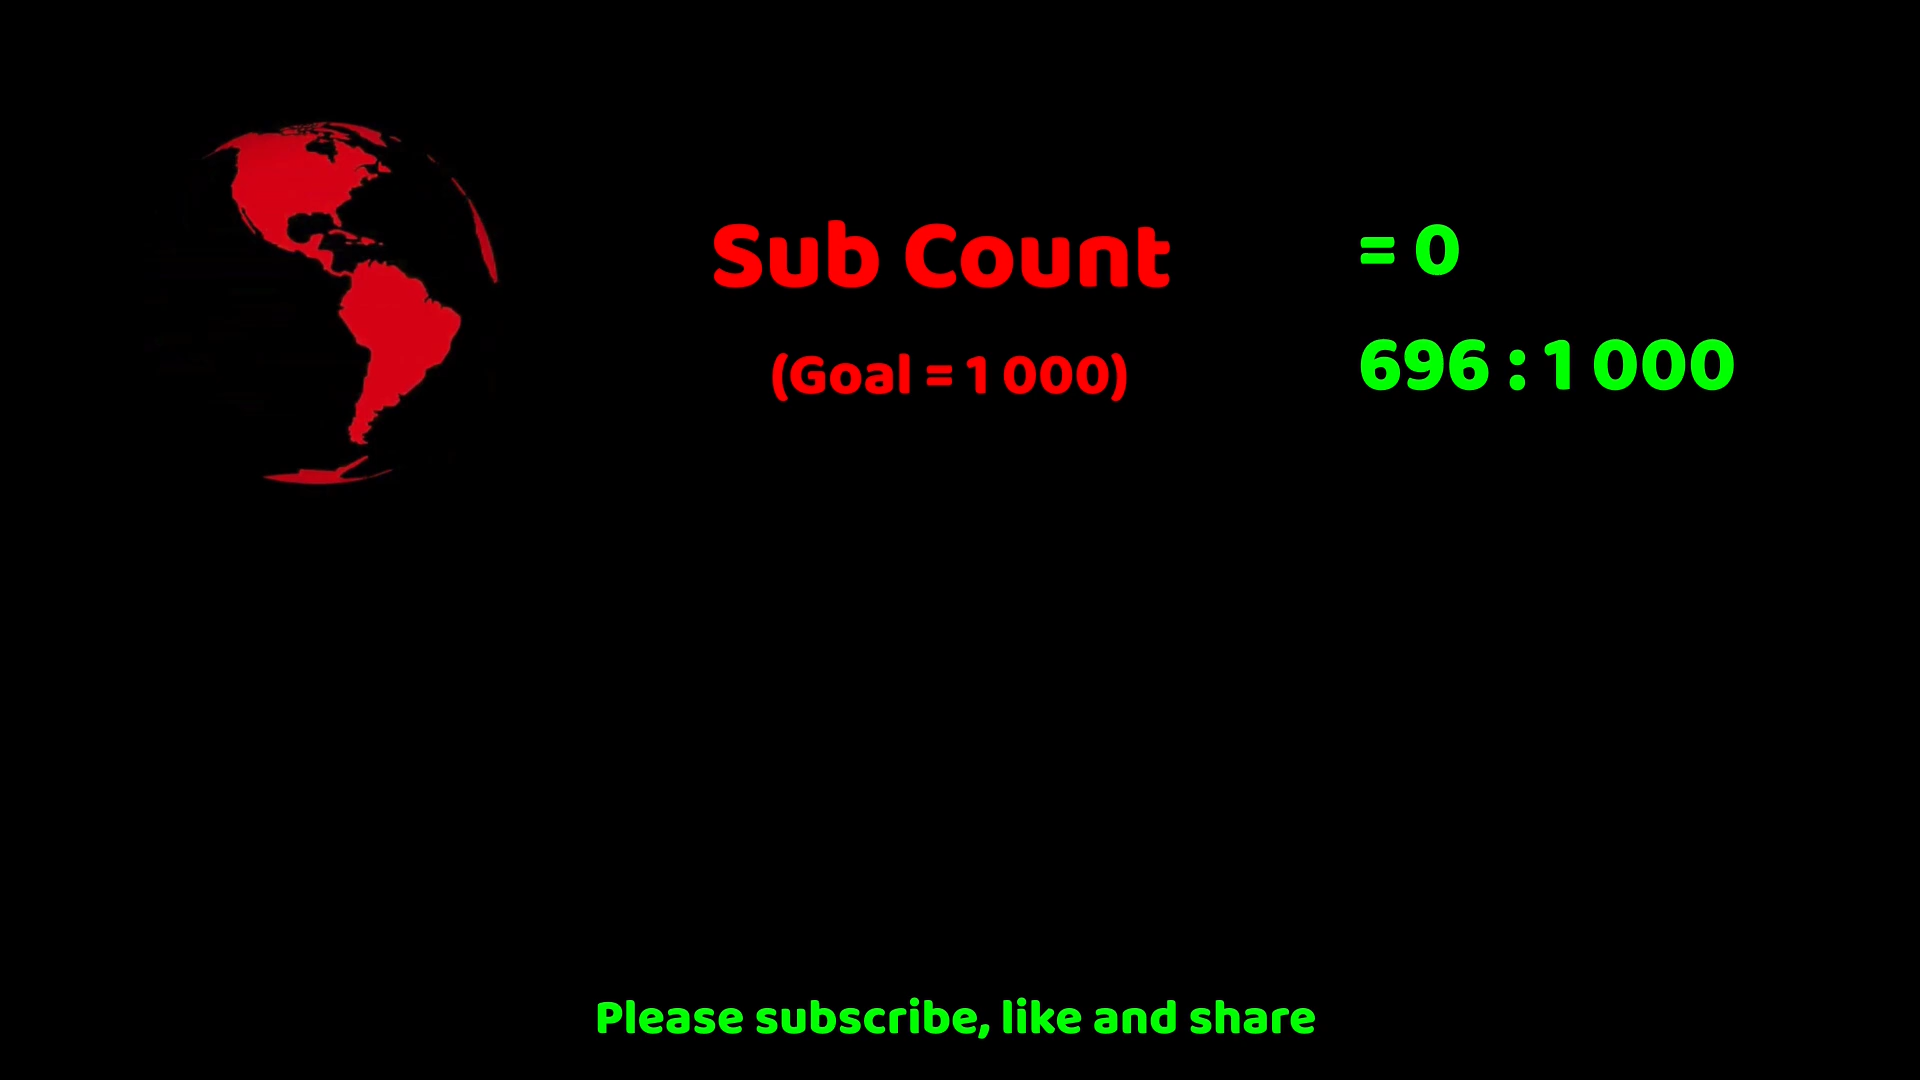 Sub Count = 0
(Goal = 1 000) 696 : 1 000
Please subscribe, like and share